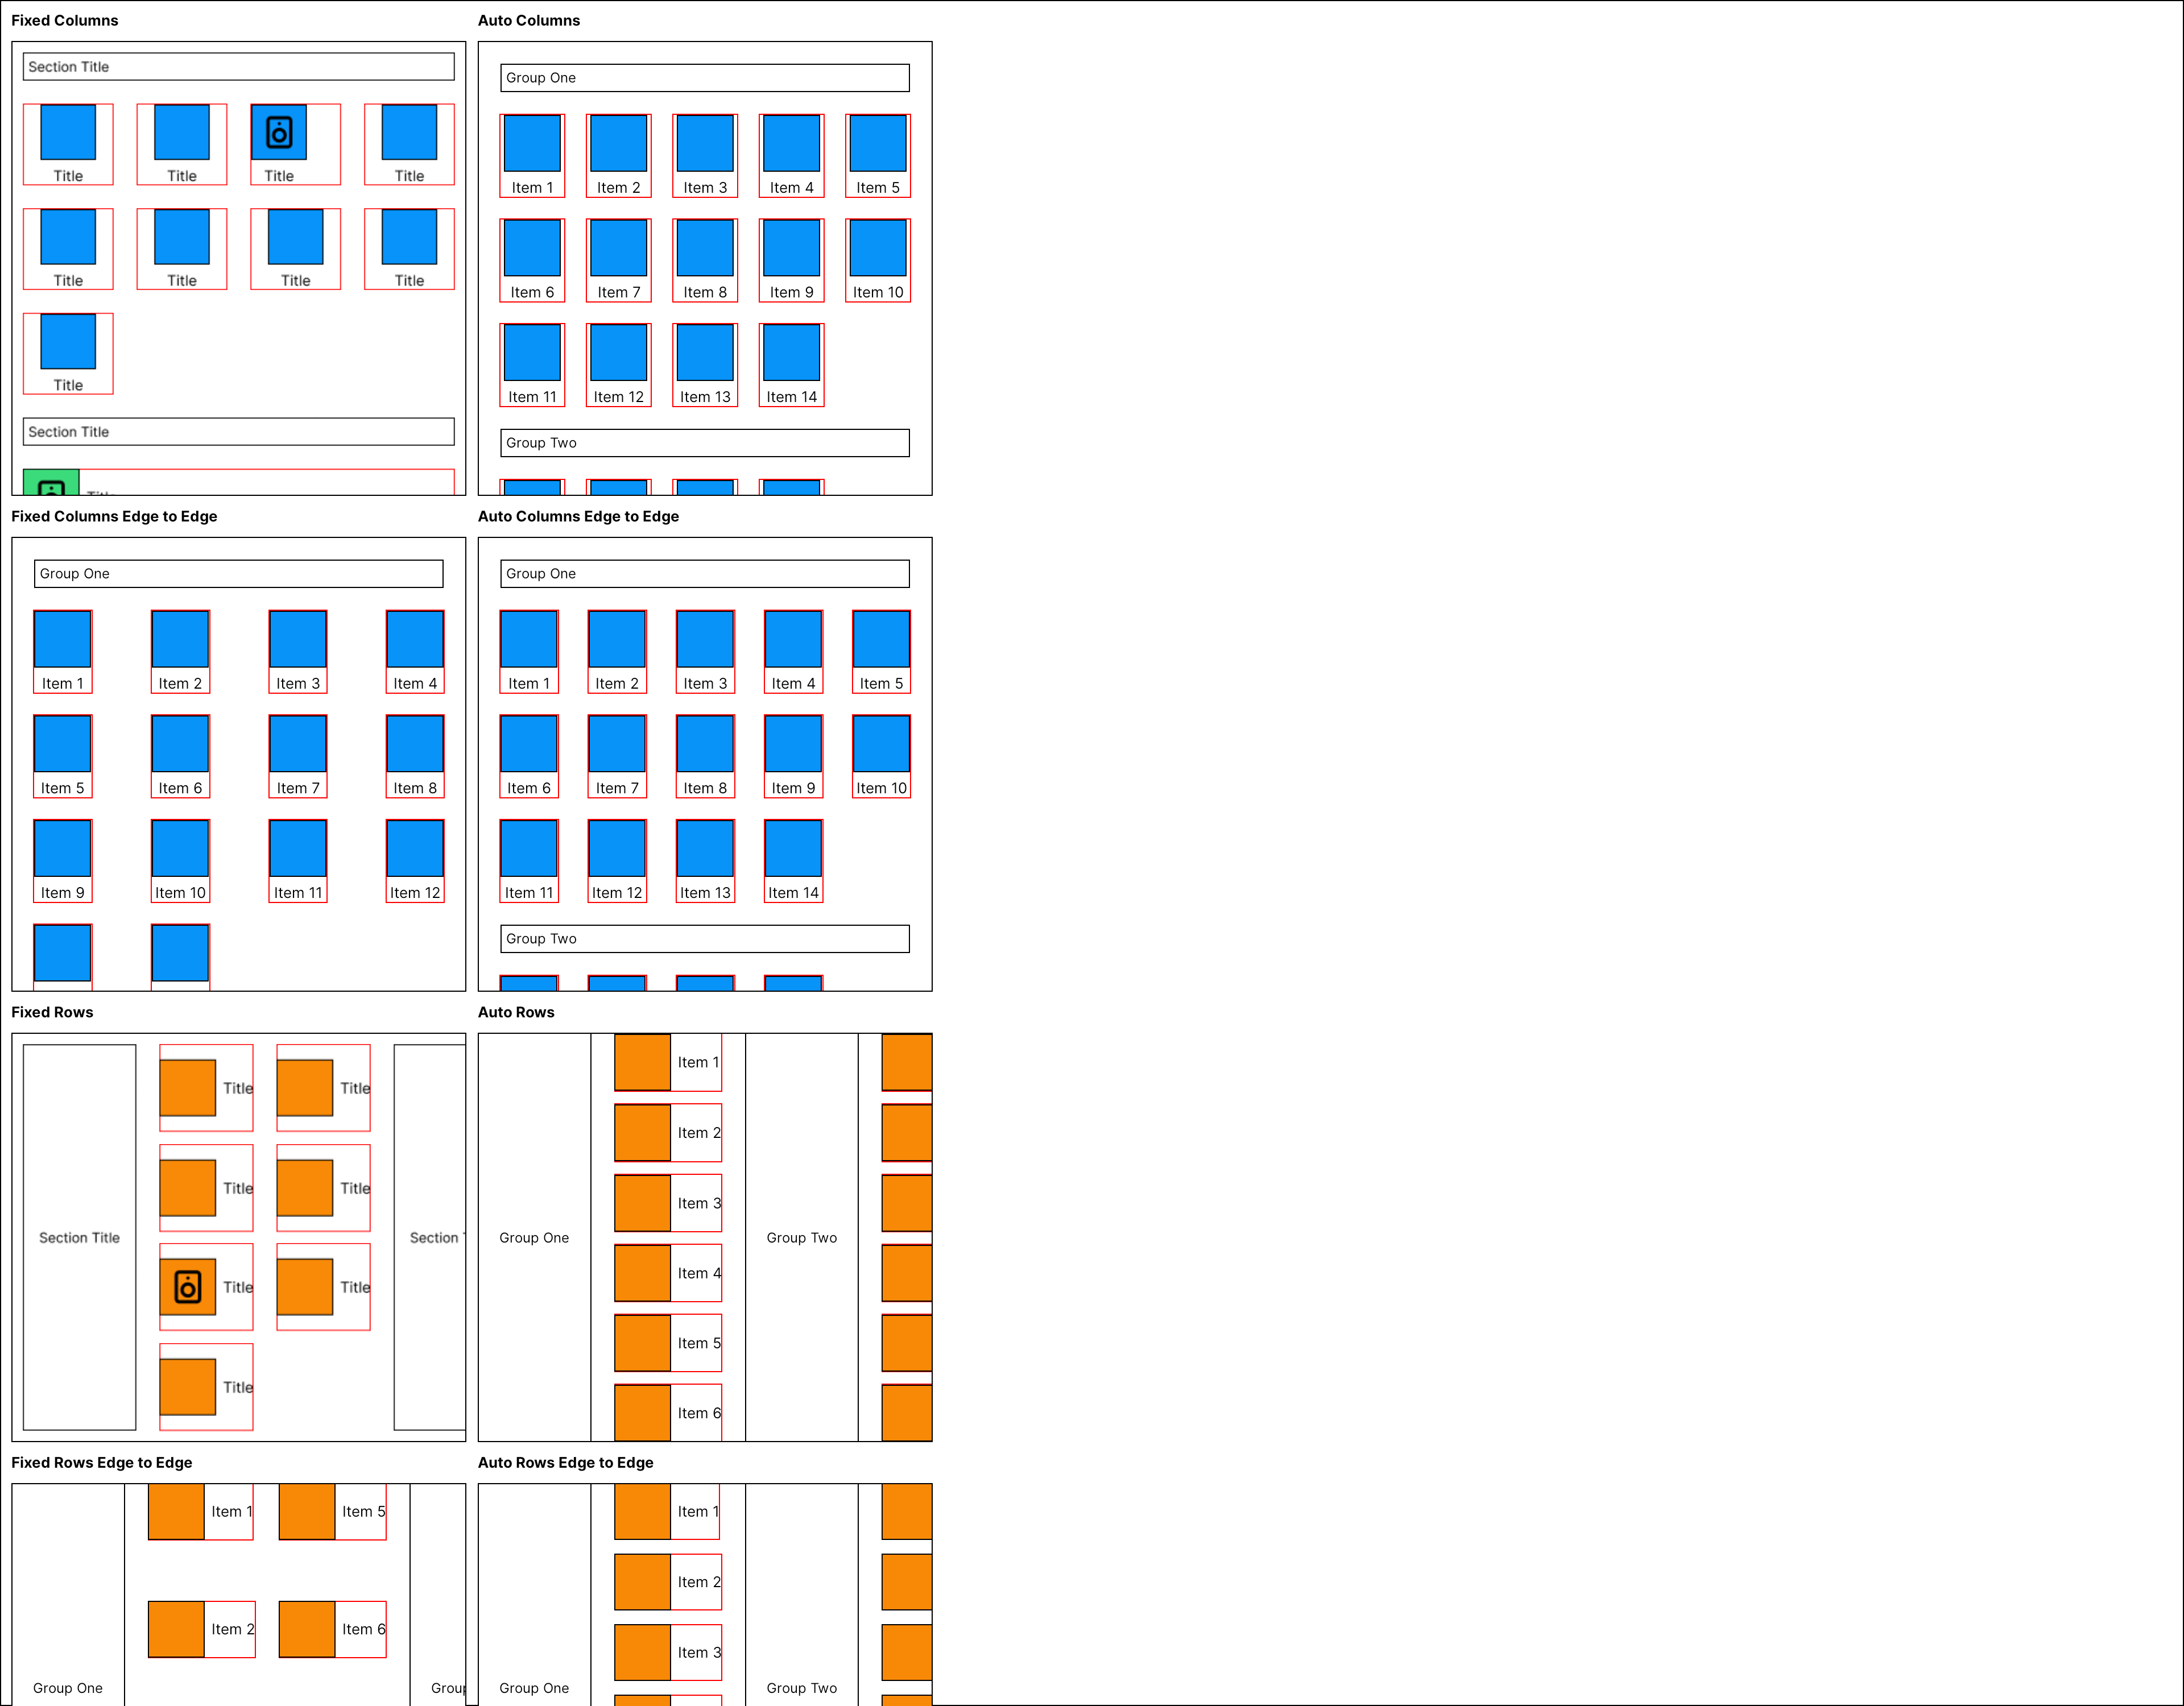 Fixed Columns
Section Title
Title Title Title Title
Title Title Title Title
Title
Section Title
Auto Columns
Group One
Item 1 Item 2 Item 3 Item 4 Item 5
Item 6 Item 7 Item 8 Item 9 Item 10
Item 11 Item 12 Item 13 Item 14
Group Two
Fixed Columns Edge to Edge
Group One
Item 1 Item 2 Item 3 Item 4
Item 5 Item 6 Item 7 Item 8
Item 9 Item 10 Item 11 Item 12
Auto Columns Edge to Edge
Group One
Item 1 Item 2 Item 3 Item 4 Item 5
Item 6 Item 7 Item 8 Item 9 Item 10
Item 11 Item 12 Item 13 Item 14
Group Two
Fixed Rows
Title Title
Title Title
Section Title Section
Title Title
Title
Auto Rows
Item 1
Item 2
Item 3
Group One Group Two
Item 4
Item 5
Item 6
Fixed Rows Edge to Edge
Item 1 Item 5
Item 2 Item 6
Group One
Auto Rows Edge to Edge
Item 1
Item 2
Item 3
Group One Group Two